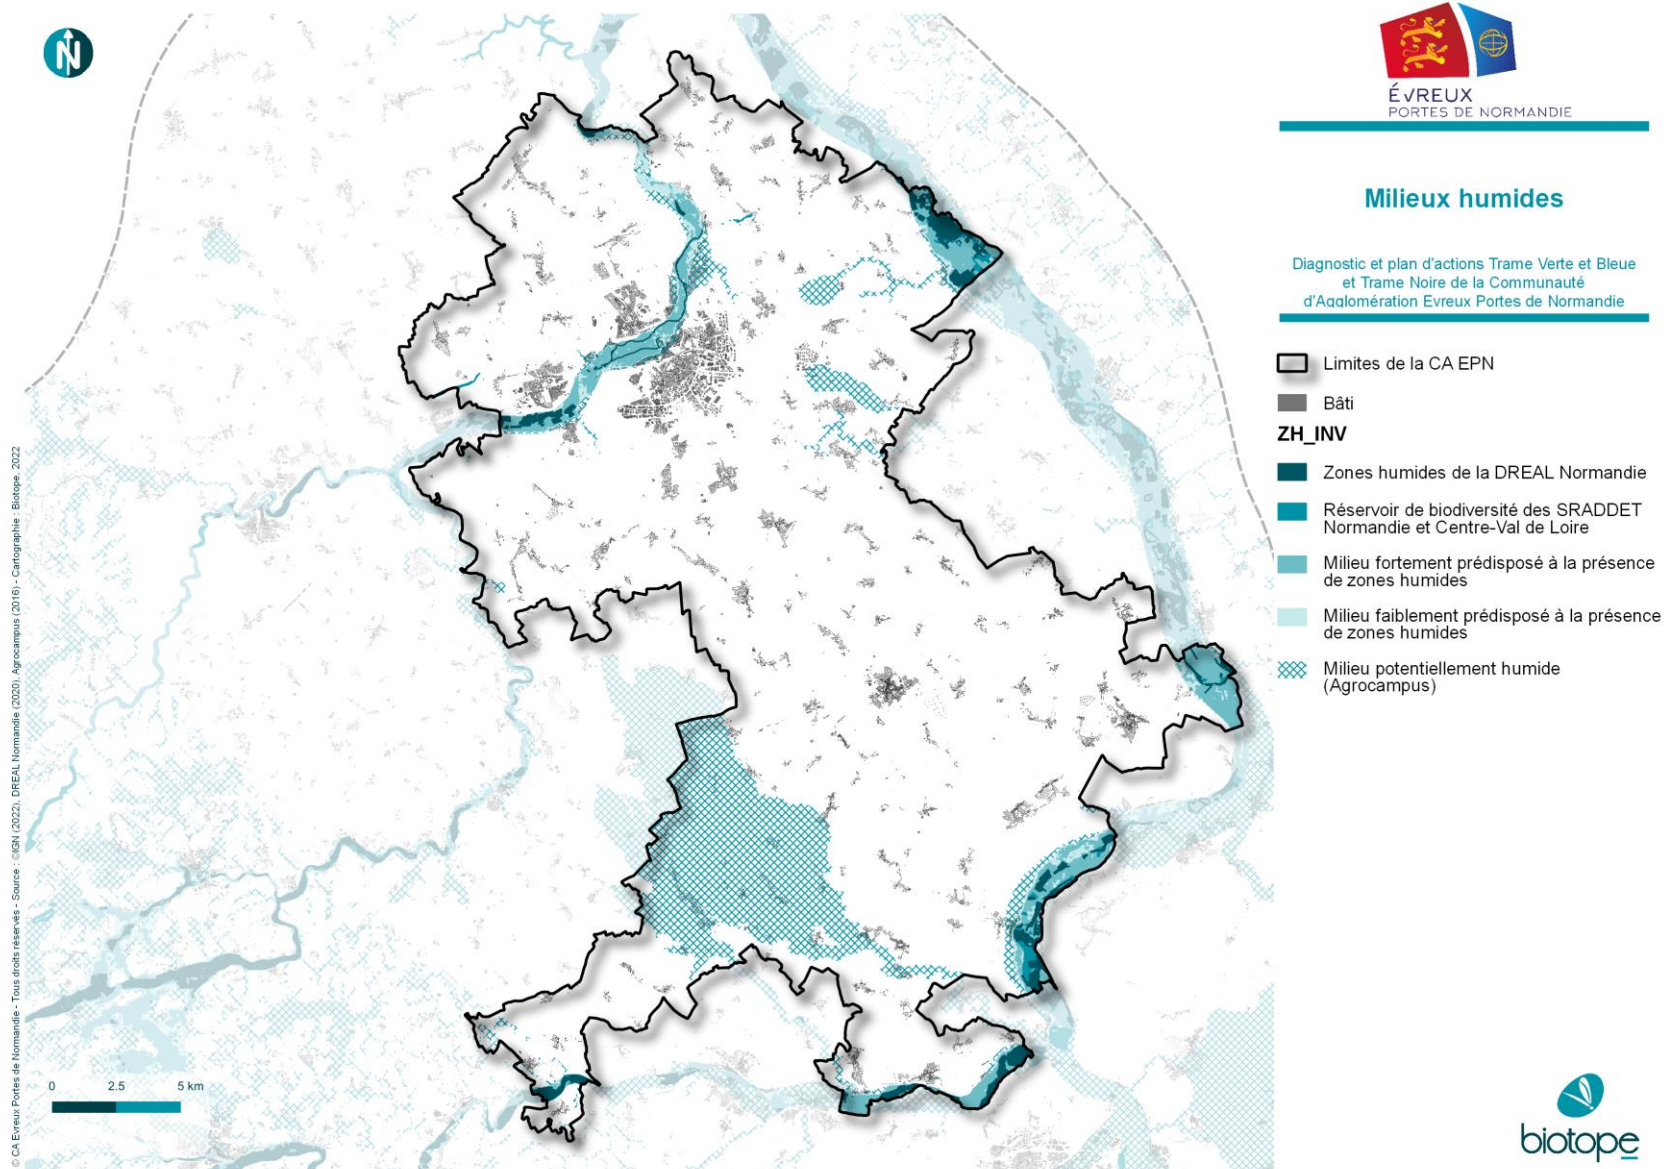 N
ÉVREUX
PORTES DE NORMANDIE
Milieux humides
Diagnostic et plan d'actions Trame Verte et Bleue
et Trame Noire de la Communauté
d'Agglomération Evreux Portes de Normandie
Limites de la CA EPN
Bâti
ZH_INV
Zones humides de la DREAL Normandie
Réservoir de biodiversité des SRADDET
Normandie et Centre-Val de Loire
Milieu fortement prédisposé à la présence
de zones humides
Milieu faiblement prédisposé à la présence
de zones humides
Milieu potentiellement humide
(Agrocampus)
© CA Evreux Portes de Normandie - Tous droits réservés - Source : ©IGN (2022), DREAL Normandie (2020), Agrocampus (2016) - Cartographie : Biotope, 2022
0 2.5 5 km
biotope